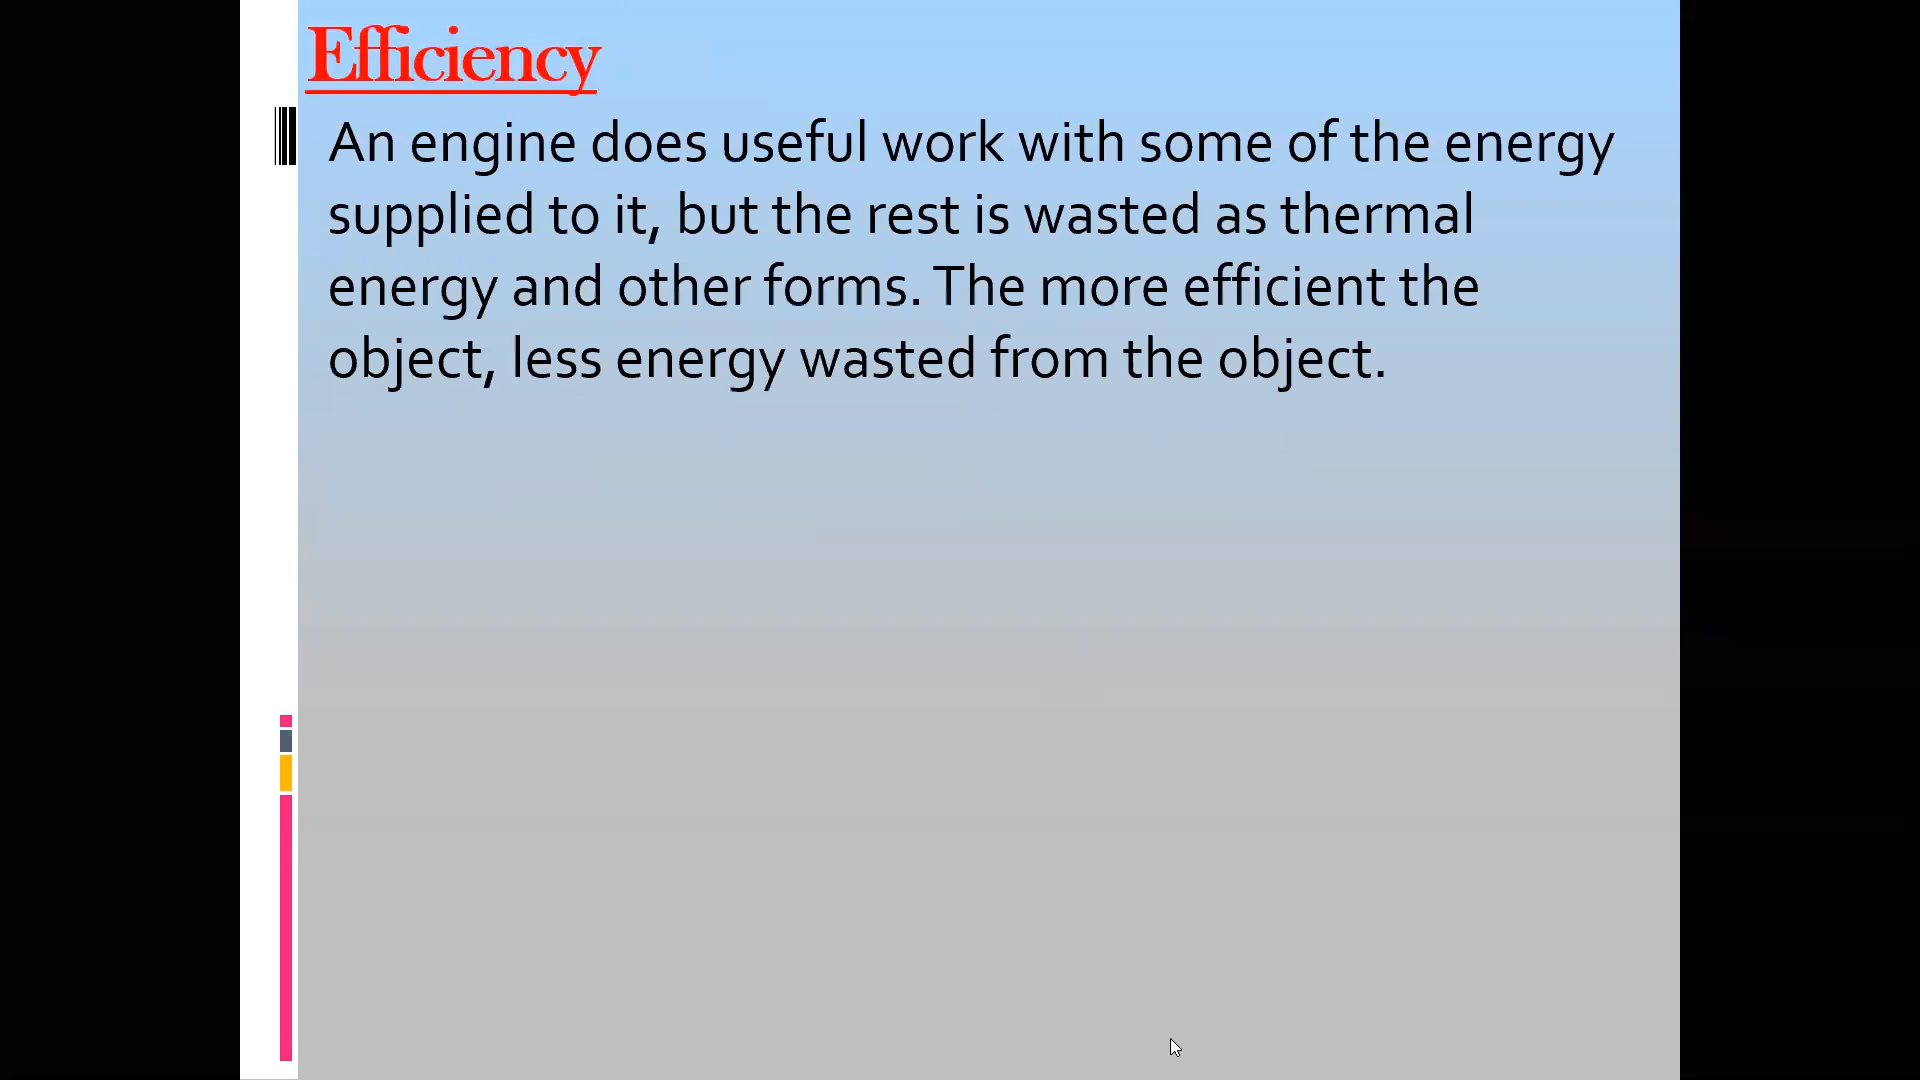 Efficiency
An engine does useful work with some of the energy
supplied to it, but the rest is wasted as thermal
energy and other forms. The more efficient the
object, less energy wasted from the object.